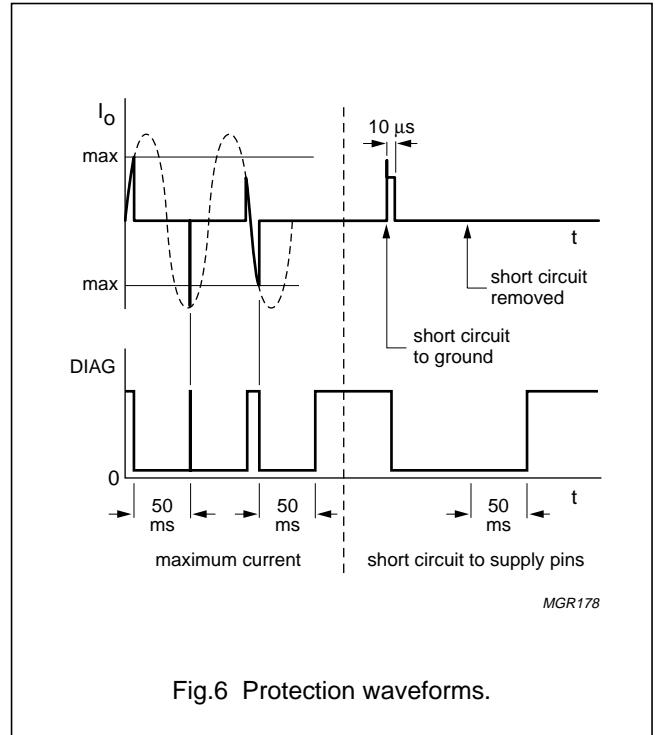 I_o
10 µs
max
t
short circuit
removed
max
short circuit
to ground
DIAG
0
t
50
ms
50
ms
50
ms
maximum current
short circuit to supply pins
MGR178
Fig.6 Protection waveforms.